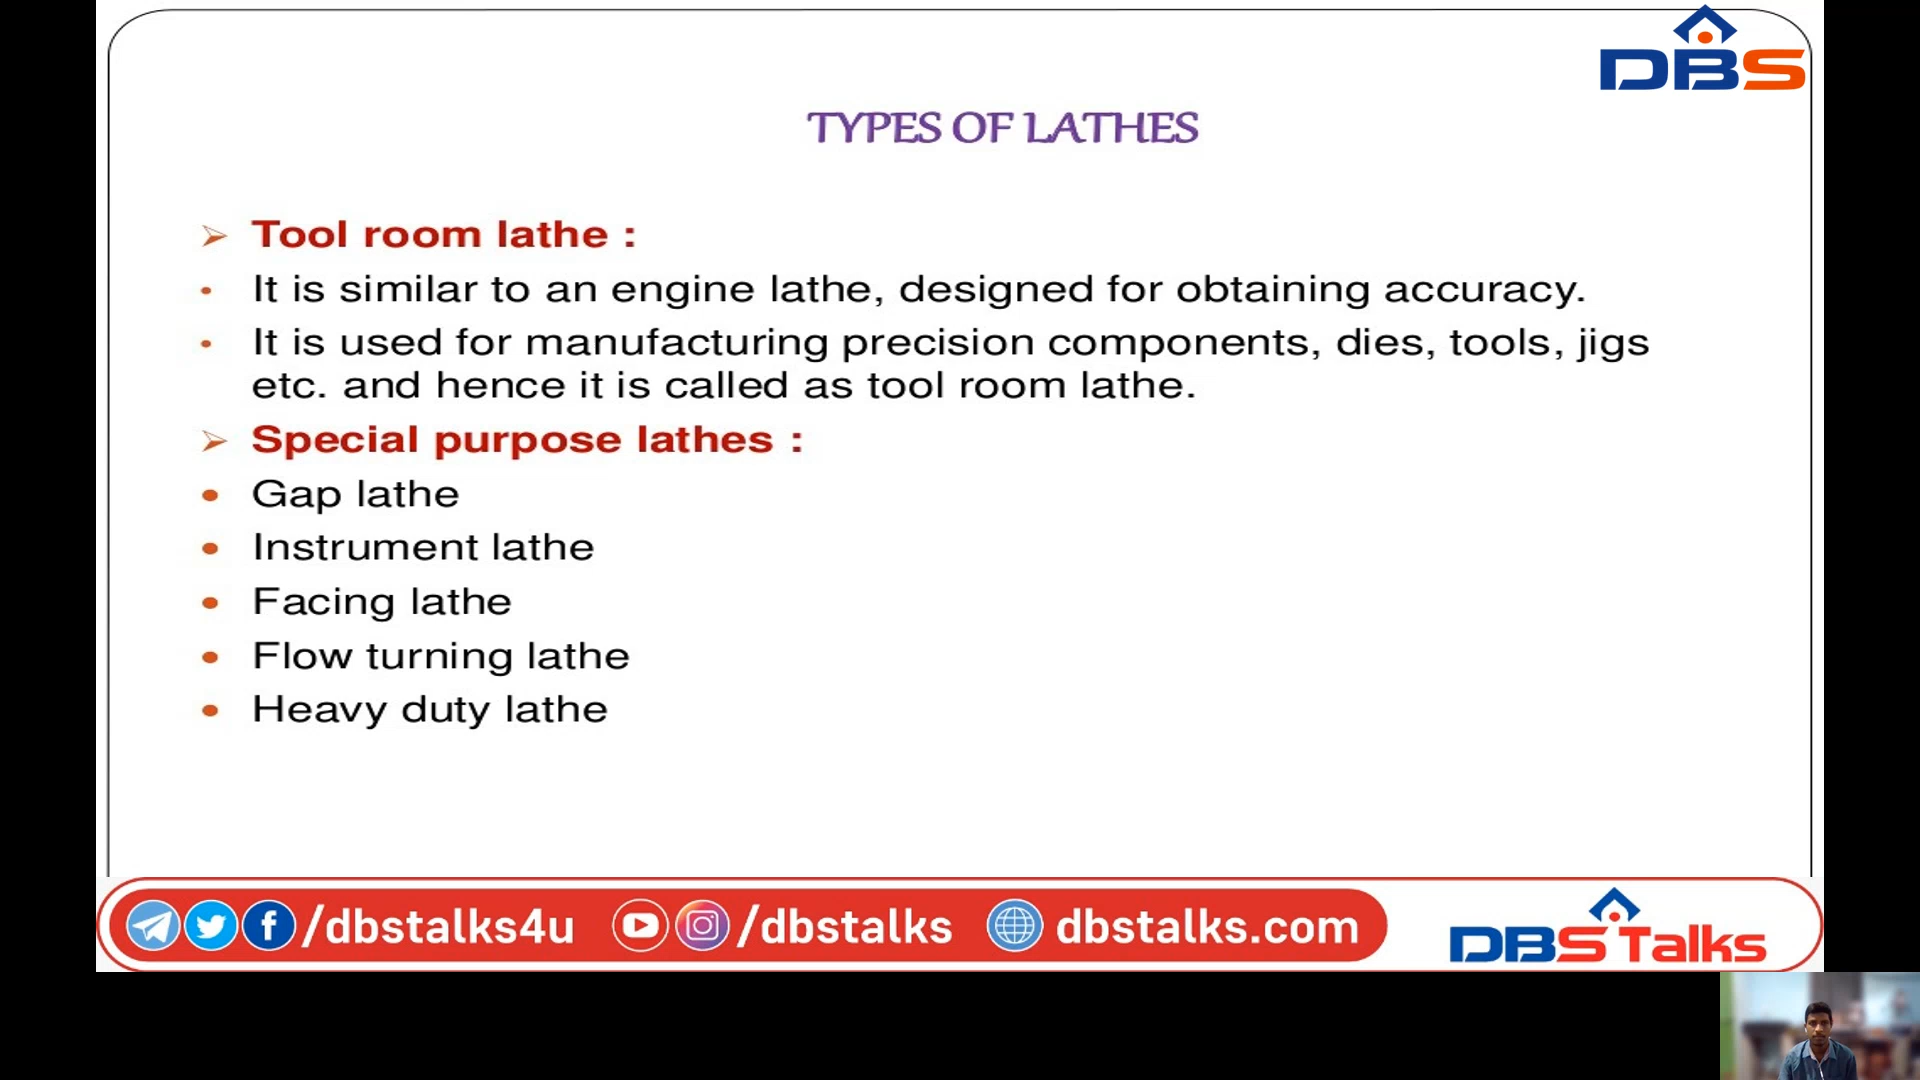 DBS
TYPES OF LATHES
➢ Tool room lathe :
• It is similar to an engine lathe, designed for obtaining accuracy.
• It is used for manufacturing precision components, dies, tools, jigs
etc. and hence it is called as tool room lathe.
➢ Special purpose lathes :
• Gap lathe
• Instrument lathe
• Facing lathe
• Flow turning lathe
• Heavy duty lathe
/dbstalks4u /dbstalks dbstalks.com
DBS Talks